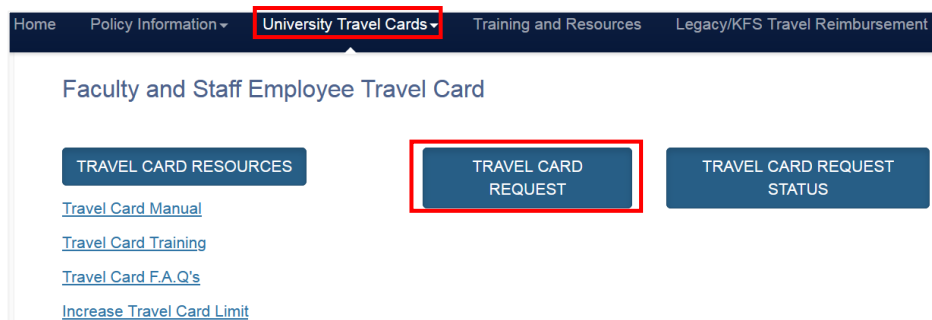 Home Policy Information University Travel Cards Training and Resources Legacy/KFS Travel Reimbursement
Faculty and Staff Employee Travel Card
TRAVEL CARD RESOURCES
TRAVEL CARD
REQUEST
TRAVEL CARD REQUEST
STATUS
Travel Card Manual
Travel Card Training
Travel Card F.A.Q's
Increase Travel Card Limit